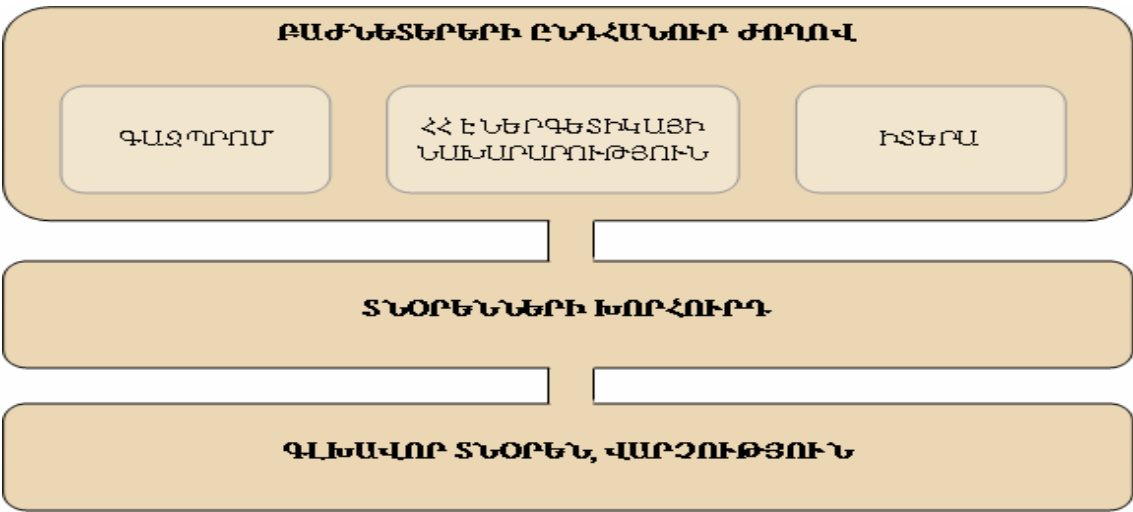 ԲԱԺՆԵՏԵՐԵՐԻ ԸՆԴՀԱՆՈՒՐ ԺՈՂՈՎ
ԳԱԶՊՐՈՄ
ՀՀ ԷՆԵՐԳԵՏԻԿԱՅԻ
ՆԱԽԱՐԱՐՈՒԹՅՈՒՆ
ԻՏԵՐԱ
ՏՆՕՐԵՆՆԵՐԻ ԽՈՐՀՈՒՐԴ
ԳԼԽԱՎՈՐ ՏՆՕՐԵՆ, ՎԱՐՉՈՒԹՅՈՒՆ